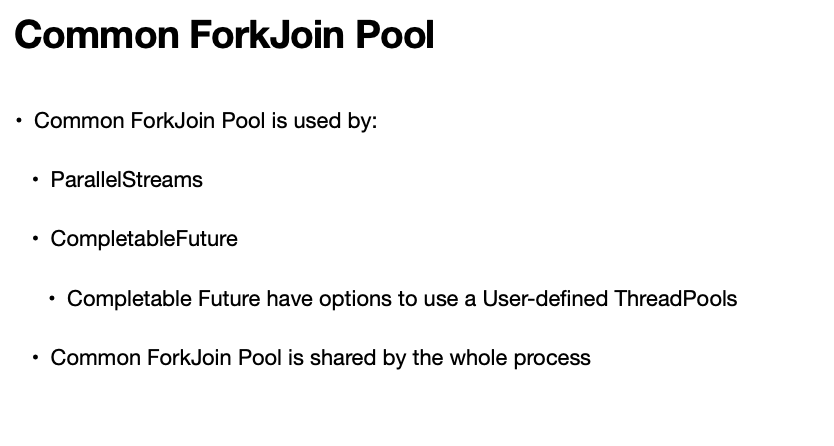 Common ForkJoin Pool
• Common ForkJoin Pool is used by:
• ParallelStreams
• CompletableFuture
• Completable Future have options to use a User-defined ThreadPools
• Common ForkJoin Pool is shared by the whole process